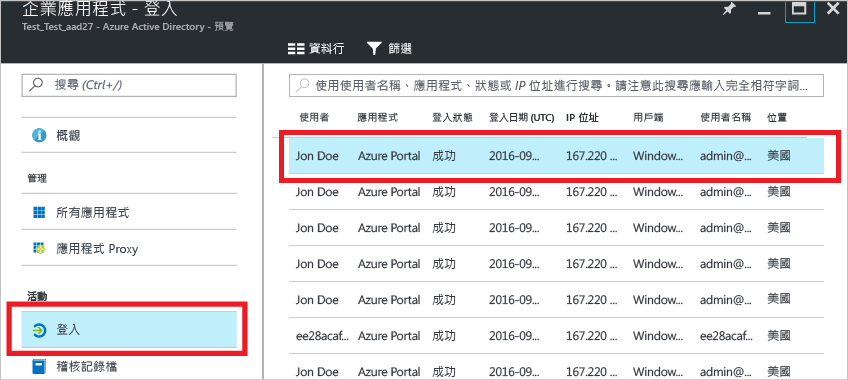 企業應用程式 - 登入
Test_Test_aad27 - Azure Active Directory - 預覽
資料行 篩選
搜尋 (Ctrl+/)
概觀
管理
所有應用程式
應用程式 Proxy
活動
登入
稽核記錄檔
使用使用者名稱、應用程式、狀態或 IP 位址進行搜尋。請注意此搜尋應輸入完全相符字詞...
使用者 應用程式 登入狀態 登入日期 (UTC) IP 位址 用戶端 使用者名稱 位置
Jon Doe Azure Portal 成功 2016-09... 167.220 ... Window... admin@... 美國
Jon Doe Azure Portal 成功 2016-09... 167.220 ... Window... admin@... 美國
Jon Doe Azure Portal 成功 2016-09... 167.220 ... Window... admin@... 美國
Jon Doe Azure Portal 成功 2016-09... 167.220 ... Window... admin@... 美國
Jon Doe Azure Portal 成功 2016-09... 167.220 ... Window... admin@... 美國
ee28acaf... Azure Portal 成功 2016-09... 167.220 ... Window... ee28acaf... 美國
Jon Doe Azure Portal 成功 2016-09... 167.220 ... Window... admin@... 美國